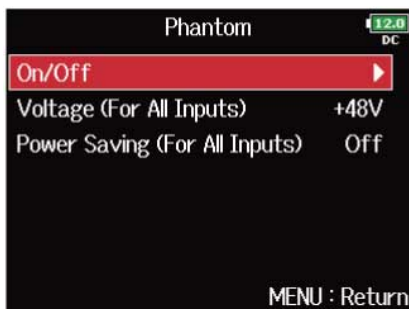 Phantom
12.0
DC
On/Off
Voltage (For All Inputs) +48V
Power Saving (For All Inputs) Off
MENU : Return